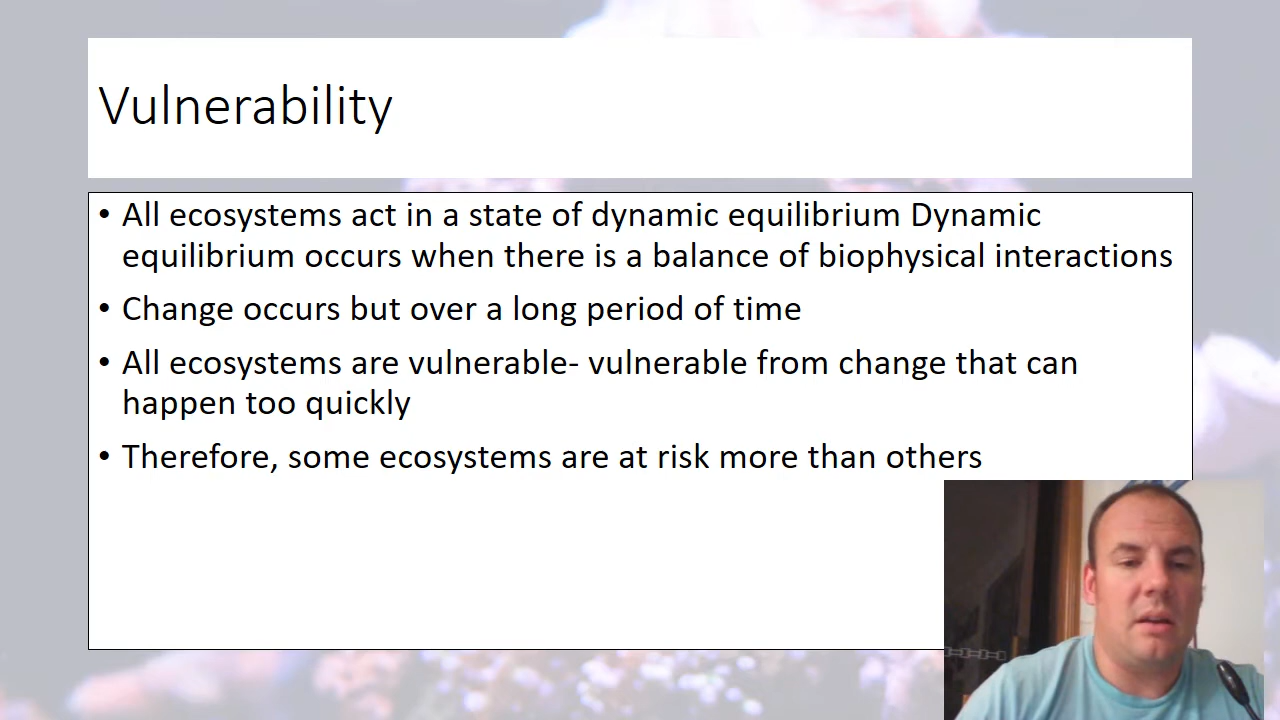 Vulnerability
• All ecosystems act in a state of dynamic equilibrium Dynamic
equilibrium occurs when there is a balance of biophysical interactions
• Change occurs but over a long period of time
• All ecosystems are vulnerable- vulnerable from change that can
happen too quickly
• Therefore, some ecosystems are at risk more than others